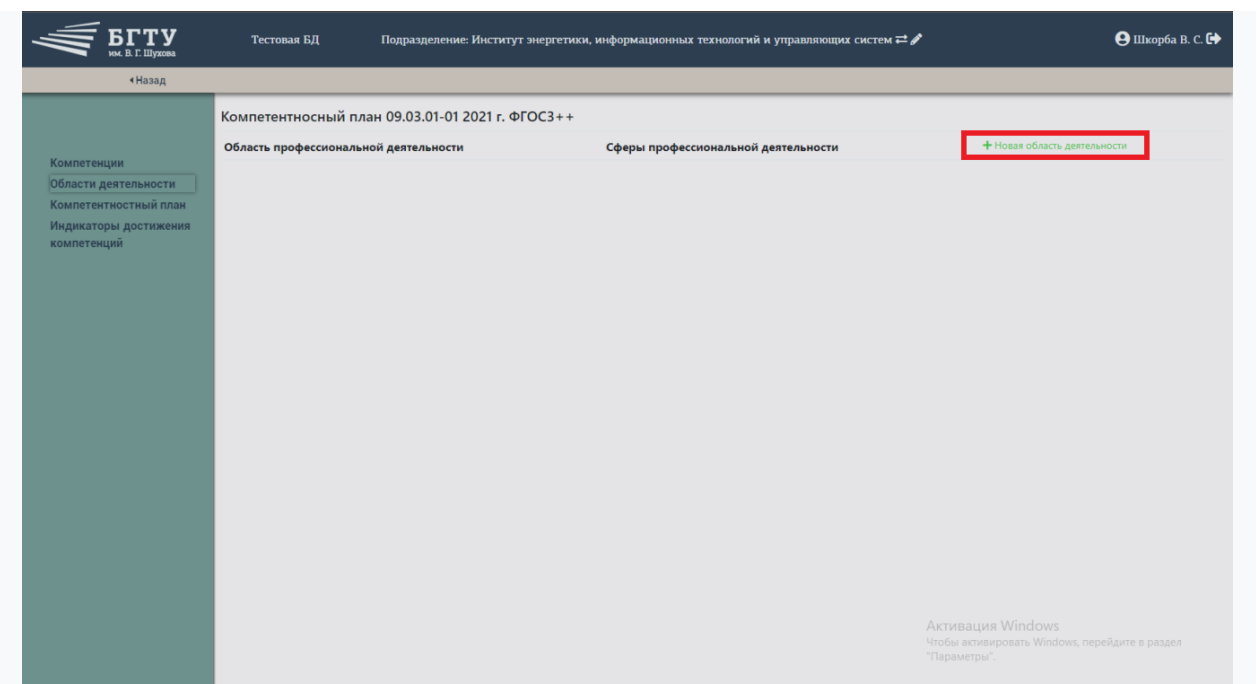 БГТУ
им. В. Г. Шухова
Тестовая БД
Подразделение: Институт энергетики, информационных технологий и управляющих систем
Шкорба В. С.
Назад
Компетентносный план 09.03.01-01 2021 г. ФГОС3++
Область профессиональной деятельности
Сферы профессиональной деятельности
+ Новая область деятельности
Компетенции
Области деятельности
Компетентностный план
Индикаторы достижения
компетенций
Активация Windows
Чтобы активировать Windows, перейдите в раздел
"Параметры".